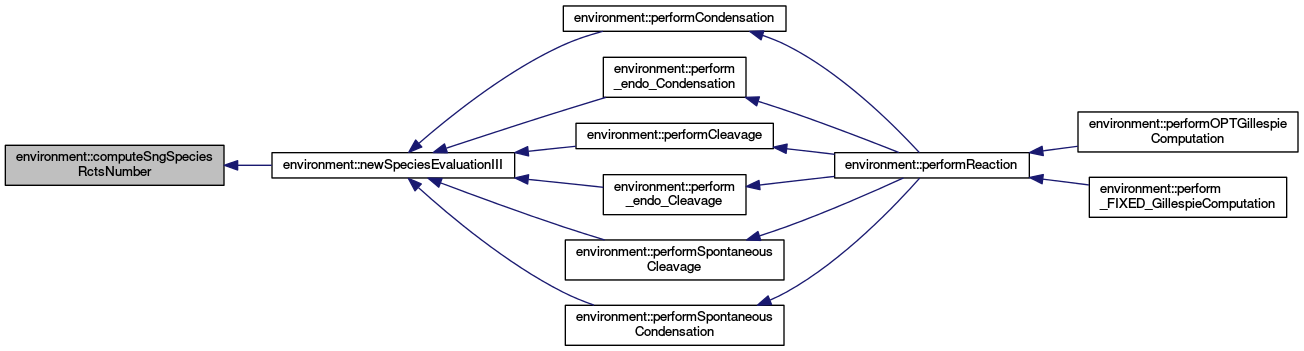 environment::computeSngSpecies
RctsNumber
environment::newSpeciesEvaluationIII
environment::performCondensation
environment::perform
_endo_Condensation
environment::performCleavage
environment::perform
_endo_Cleavage
environment::performSpontaneous
Cleavage
environment::performSpontaneous
Condensation
environment::performReaction
environment::performOPTGillespie
Computation
environment::perform
_FIXED_GillespieComputation